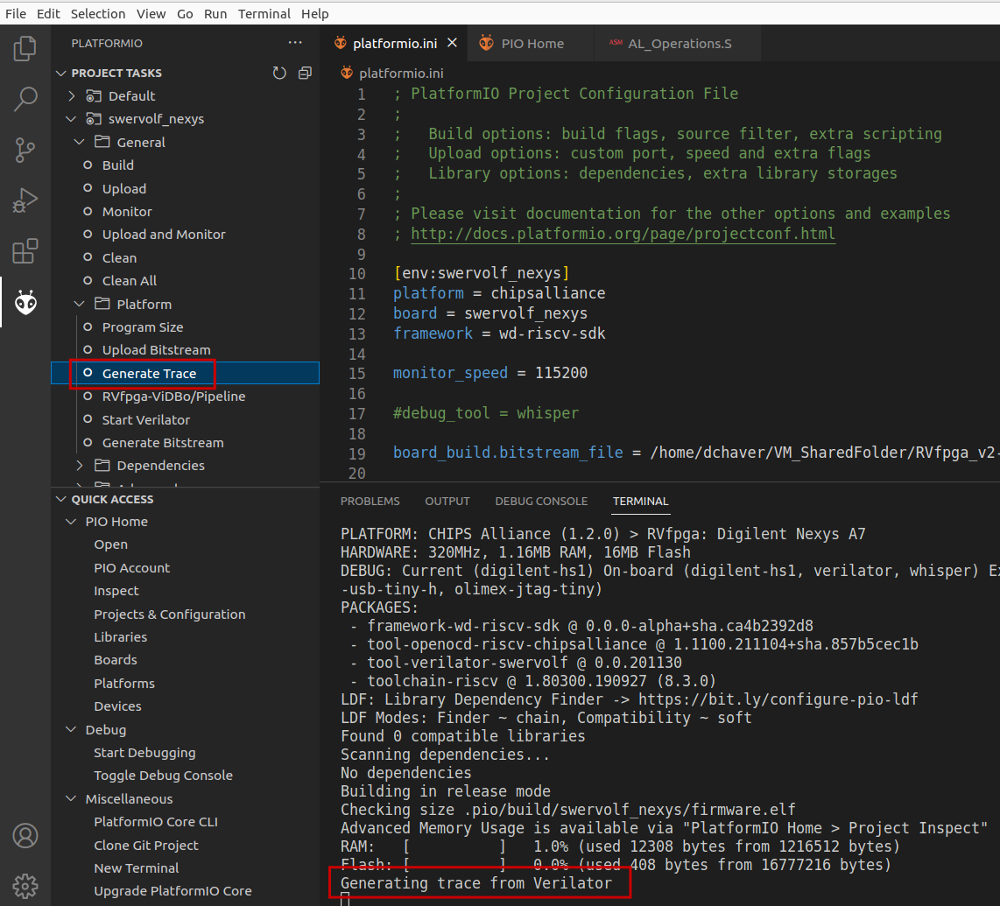 File Edit Selection View Go Run Terminal Help
PLATFORMIO ...
PROJECT TASKS
Default
swervolf_nexys
General
Build
Upload
Monitor
Upload and Monitor
Clean
Clean All
Platform
Program Size
Upload Bitstream
Generate Trace
RVfpga-ViDBo/Pipeline
Start Verilator
Generate Bitstream
Dependencies
QUICK ACCESS
PIO Home
Open
PIO Account
Inspect
Projects & Configuration
Libraries
Boards
Platforms
Devices
Debug
Start Debugging
Toggle Debug Console
Miscellaneous
PlatformIO Core CLI
Clone Git Project
New Terminal
Upgrade PlatformIO Core
platformio.ini PIO Home ASM AL_Operations.S
platformio.ini
1 ; PlatformIO Project Configuration File
2 ;
3 ;   Build options: build flags, source filter, extra scripting
4 ;   Upload options: custom port, speed and extra flags
5 ;   Library options: dependencies, extra library storages
6 ;
7 ; Please visit documentation for the other options and examples
8 ; http://docs.platformio.org/page/projectconf.html
9
10 [env:swervolf_nexys]
11 platform = chipsalliance
12 board = swervolf_nexys
13 framework = wd-riscv-sdk
14
15 monitor_speed = 115200
16
17 #debug_tool = whisper
18
19 board_build.bitstream_file = /home/dchaver/VM_SharedFolder/RVfpga_v2-
20
PROBLEMS OUTPUT DEBUG CONSOLE TERMINAL
PLATFORM: CHIPS Alliance (1.2.0) > RVfpga: Digilent Nexys A7
HARDWARE: 320MHz, 1.16MB RAM, 16MB Flash
DEBUG: Current (digilent-hs1) On-board (digilent-hs1, verilator, whisper) Ex
-usb-tiny-h, olimex-jtag-tiny)
PACKAGES:
- framework-wd-riscv-sdk @ 0.0.0-alpha+sha.ca4b2392d8
- tool-openocd-riscv-chipsalliance @ 1.1100.211104+sha.857b5cec1b
- tool-verilator-swervolf @ 0.0.201130
- toolchain-riscv @ 1.80300.190927 (8.3.0)
LDF: Library Dependency Finder -> https://bit.ly/configure-pio-ldf
LDF Modes: Finder ~ chain, Compatibility ~ soft
Found 0 compatible libraries
Scanning dependencies...
No dependencies
Building in release mode
Checking size .pio/build/swervolf_nexys/firmware.elf
Advanced Memory Usage is available via "PlatformIO Home > Project Inspect"
RAM:   [          ]   1.0% (used 12308 bytes from 1216512 bytes)
Flash: [          ]   0.0% (used 408 bytes from 16777216 bytes)
Generating trace from Verilator